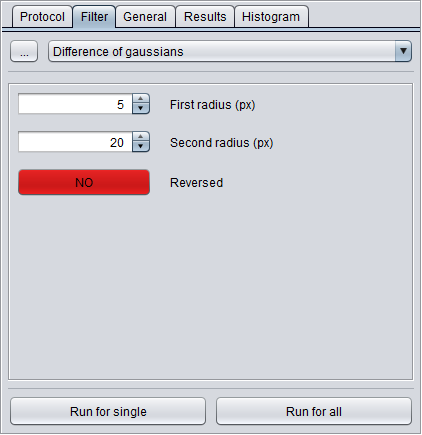 Protocol Filter General Results Histogram
... Difference of gaussians
5 First radius (px)
20 Second radius (px)
NO Reversed
Run for single Run for all